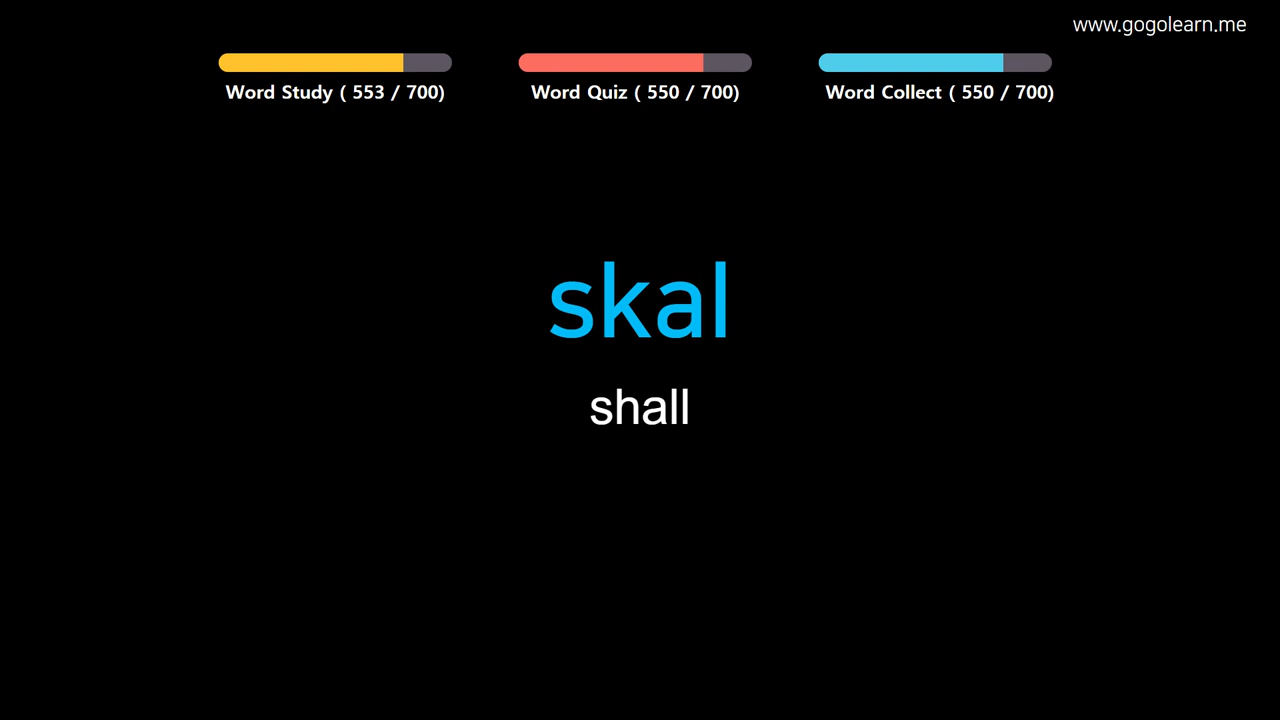 www.gogolearn.me
Word Study ( 553 / 700)
Word Quiz ( 550 / 700)
Word Collect ( 550 / 700)
skal
shall